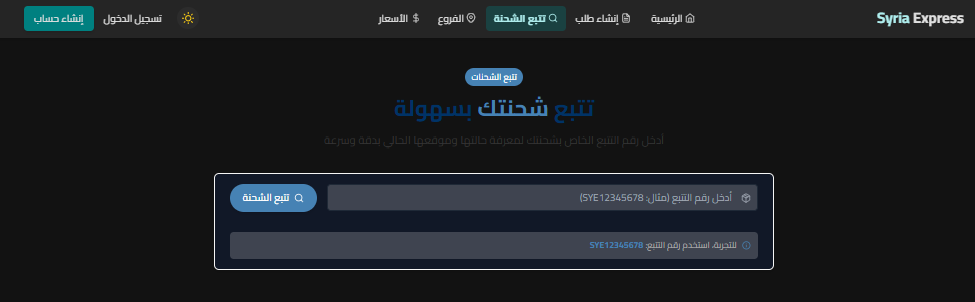 Syria Express
الرئيسية
إنشاء طلب
تتبع الشحنة
الفروع
الأسعار
تسجيل الدخول
إنشاء حساب
تتبع الشحنات
تتبع شحنتك بسهولة
أدخل رقم التتبع الخاص بشحنتك لمعرفة حالتها وموقعها الحالي بدقة وسرعة
أدخل رقم التتبع (مثال: SYE12345678)
تتبع الشحنة
للتجربة، استخدم رقم التتبع: SYE12345678